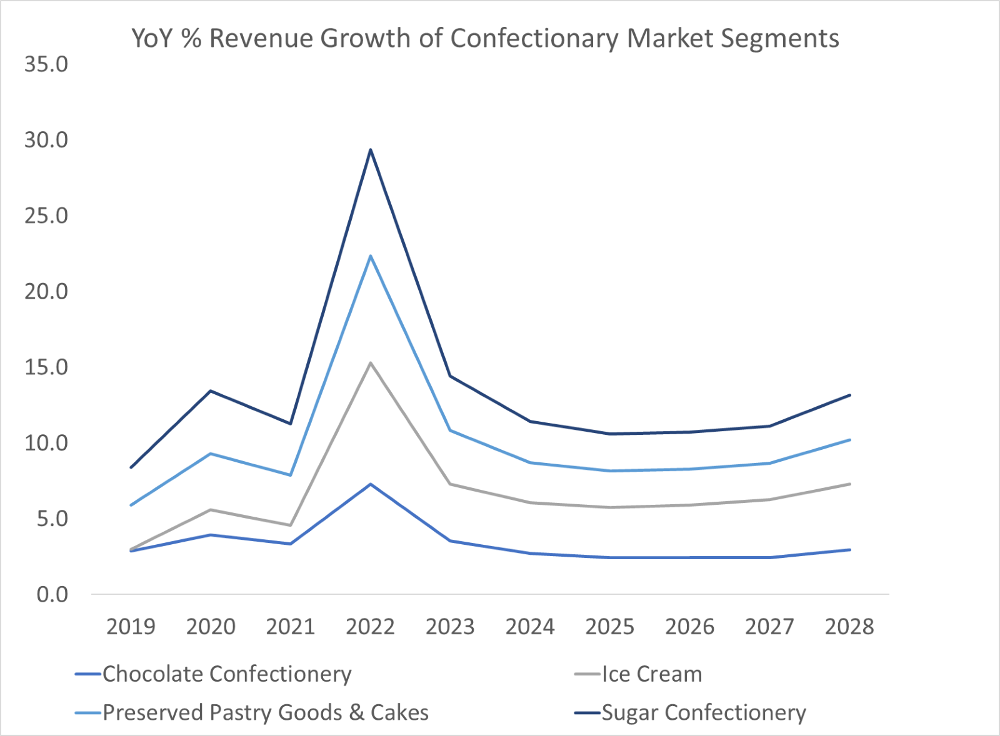 YoY % Revenue Growth of Confectionary Market Segments
35.0
30.0
25.0
20.0
15.0
10.0
5.0
0.0
2019 2020 2021 2022 2023 2024 2025 2026 2027 2028
Chocolate Confectionery Ice Cream
Preserved Pastry Goods & Cakes Sugar Confectionery